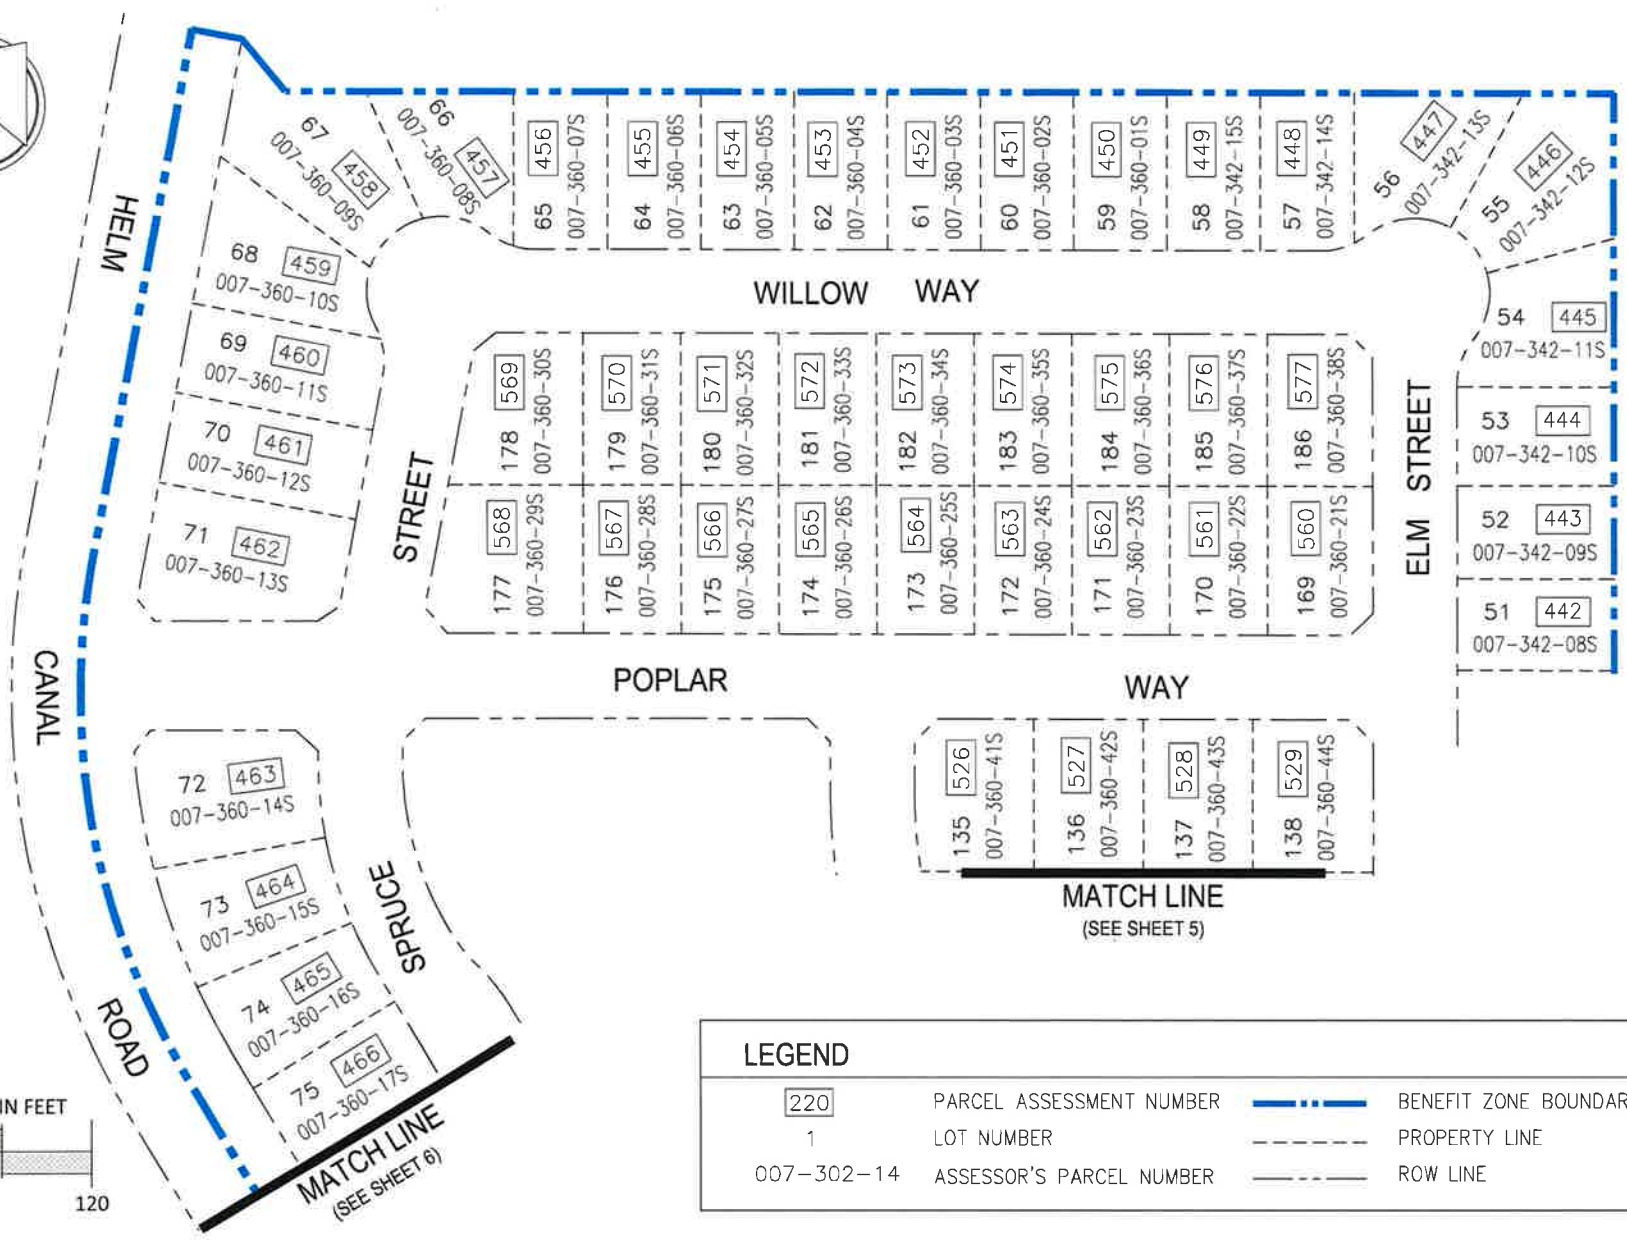 67
007-360-09S
458
66
007-360-08S
457
65 456
007-360-07S
64 455
007-360-06S
63 454
007-360-05S
62 453
007-360-04S
61 452
007-360-03S
60 451
007-360-02S
59 450
007-360-01S
58 449
007-342-15S
57 448
007-342-14S
56 447
007-342-13S
55 446
007-342-12S
54 445
007-342-11S
53 444
007-342-10S
52 443
007-342-09S
51 442
007-342-08S
HELM
CANAL
ROAD
68 459
007-360-10S
69 460
007-360-11S
70 461
007-360-12S
71 462
007-360-13S
WILLOW WAY
STREET
178 569
007-360-30S
179 570
007-360-31S
180 571
007-360-32S
181 572
007-360-33S
182 573
007-360-34S
183 574
007-360-35S
184 575
007-360-36S
185 576
007-360-37S
186 577
007-360-38S
177 568
007-360-29S
176 567
007-360-28S
175 566
007-360-27S
174 565
007-360-26S
173 564
007-360-25S
172 563
007-360-24S
171 562
007-360-23S
170 561
007-360-22S
169 560
007-360-21S
ELM STREET
POPLAR WAY
72 463
007-360-14S
73 464
007-360-15S
74 465
007-360-16S
75 466
007-360-17S
SPRUCE
135 526
007-360-41S
136 527
007-360-42S
137 528
007-360-43S
138 529
007-360-44S
MATCH LINE
(SEE SHEET 5)
MATCH LINE
(SEE SHEET 6)
IN FEET
120
LEGEND
220 PARCEL ASSESSMENT NUMBER BENEFIT ZONE BOUNDAR
1 LOT NUMBER PROPERTY LINE
007-302-14 ASSESSOR'S PARCEL NUMBER ROW LINE